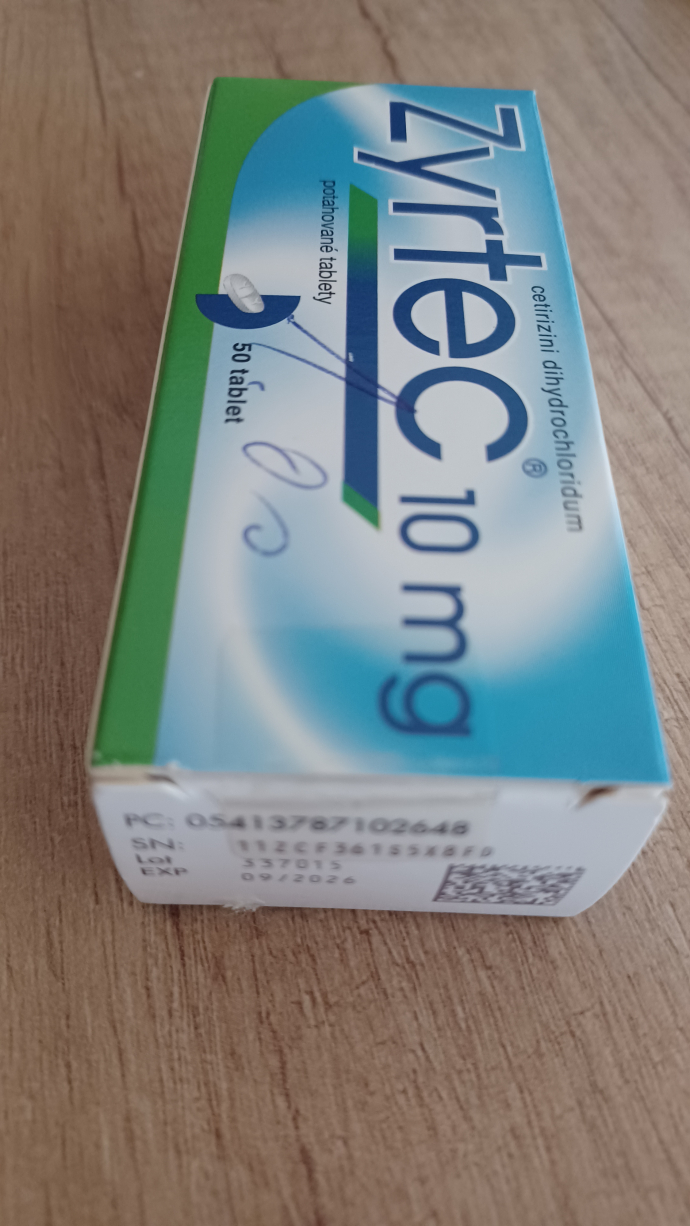 cetirizini dihydrochloridum
Zyrtec® 10 mg
potahované tablety
50 tablet
PC: 05413787102648
SN:
Lot 337015
EXP 09/2026